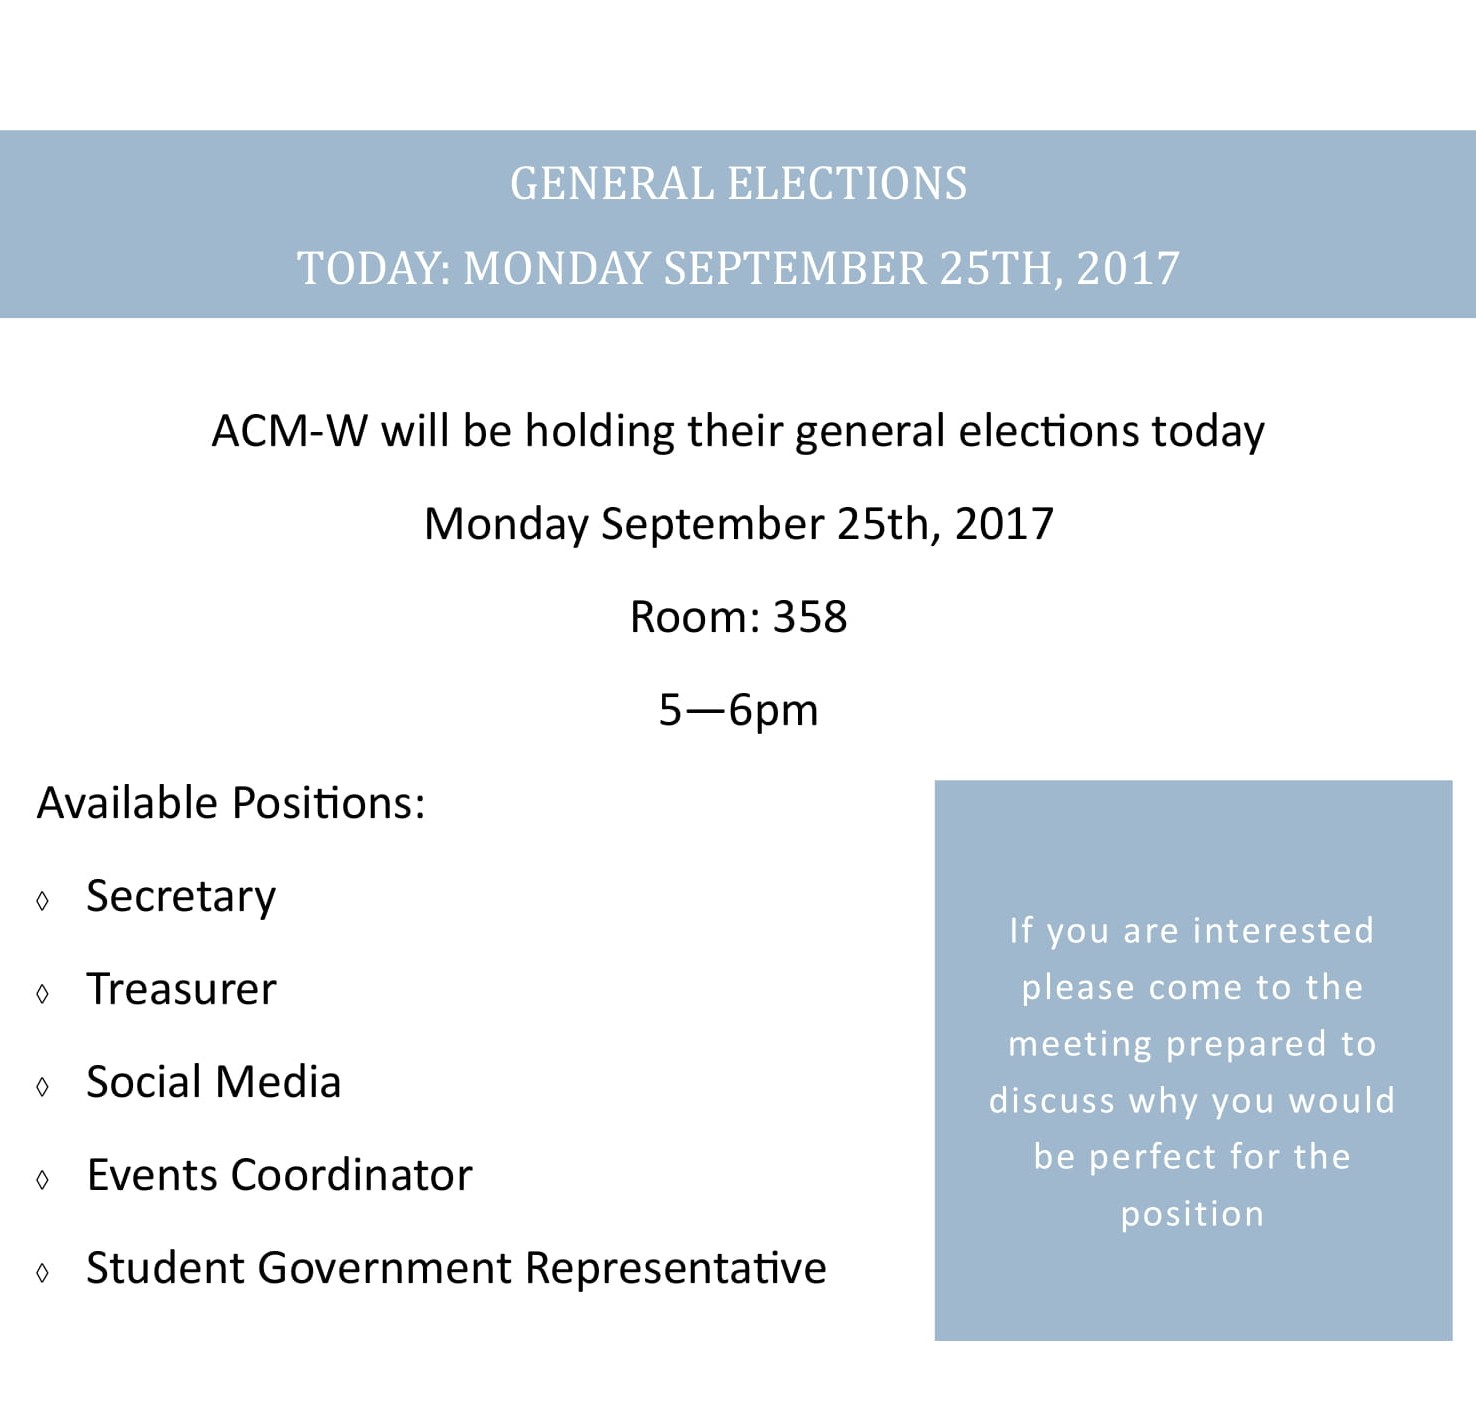 GENERAL ELECTIONS
TODAY: MONDAY SEPTEMBER 25TH, 2017
ACM-W will be holding their general elections today
Monday September 25th, 2017
Room: 358
5—6pm
Available Positions:
◊ Secretary
◊ Treasurer
◊ Social Media
◊ Events Coordinator
◊ Student Government Representative
If you are interested
please come to the
meeting prepared to
discuss why you would
be perfect for the
position